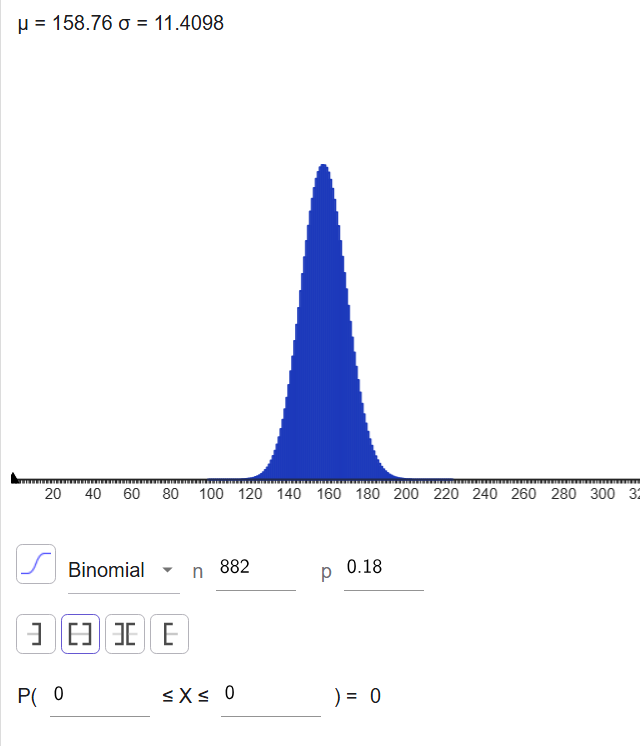 μ = 158.76 σ = 11.4098
20 40 60 80 100 120 140 160 180 200 220 240 260 280 300 32
Binomial n 882 p 0.18
P( 0 ≤ X ≤ 0 ) = 0